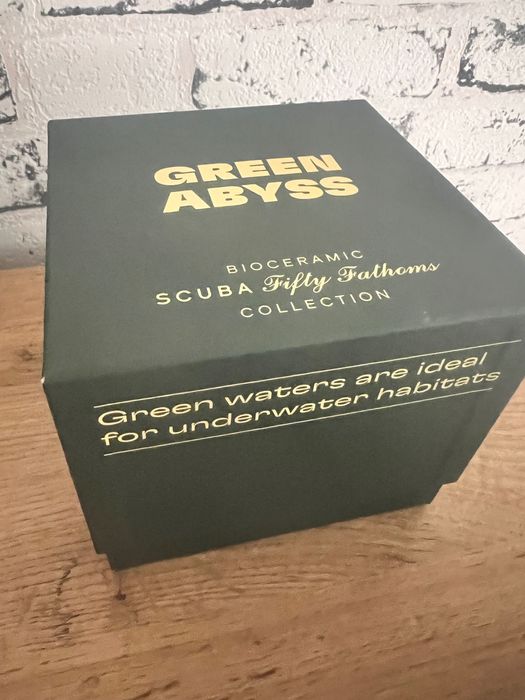 GREEN
ABYSS
BIOCERAMIC
SCUBA Fifty Fathoms
COLLECTION
Green waters are ideal
for underwater habitats